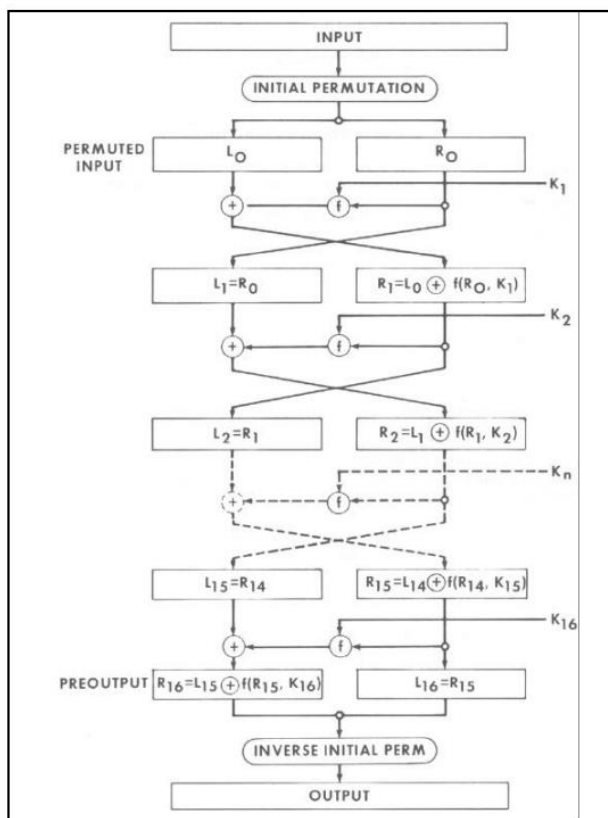 INPUT
INITIAL PERMUTATION
PERMUTED INPUT
L₀ R₀
K₁
+ f
L₁=R₀ R₁=L₀ ⊕ f(R₀, K₁)
K₂
+ f
L₂=R₁ R₂=L₁ ⊕ f(R₁, K₂)
Kₙ
+ f
L₁₅=R₁₄ R₁₅=L₁₄ ⊕ f(R₁₄, K₁₅)
K₁₆
+ f
PREOUTPUT R₁₆=L₁₅ ⊕ f(R₁₅, K₁₆) L₁₆=R₁₅
INVERSE INITIAL PERM
OUTPUT